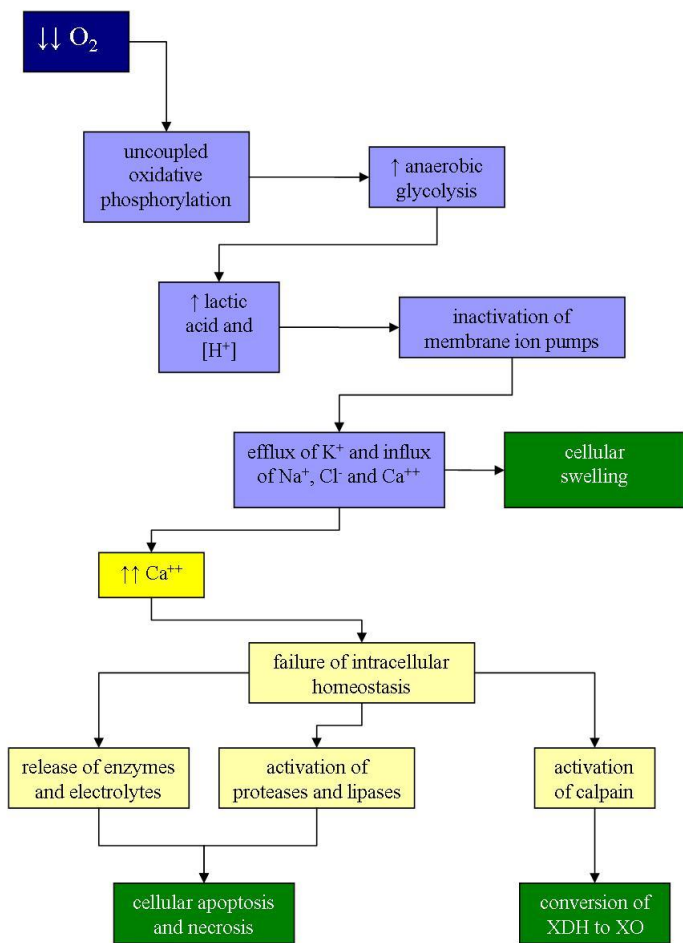 ↓↓ O₂
uncoupled
oxidative
phosphorylation
↑ anaerobic
glycolysis
↑ lactic
acid and
[H⁺]
inactivation of
membrane ion pumps
efflux of K⁺ and influx
of Na⁺, Cl⁻ and Ca⁺⁺
cellular
swelling
↑↑ Ca⁺⁺
failure of intracellular
homeostasis
release of enzymes
and electrolytes
activation of
proteases and lipases
activation
of calpain
cellular apoptosis
and necrosis
conversion of
XDH to XO